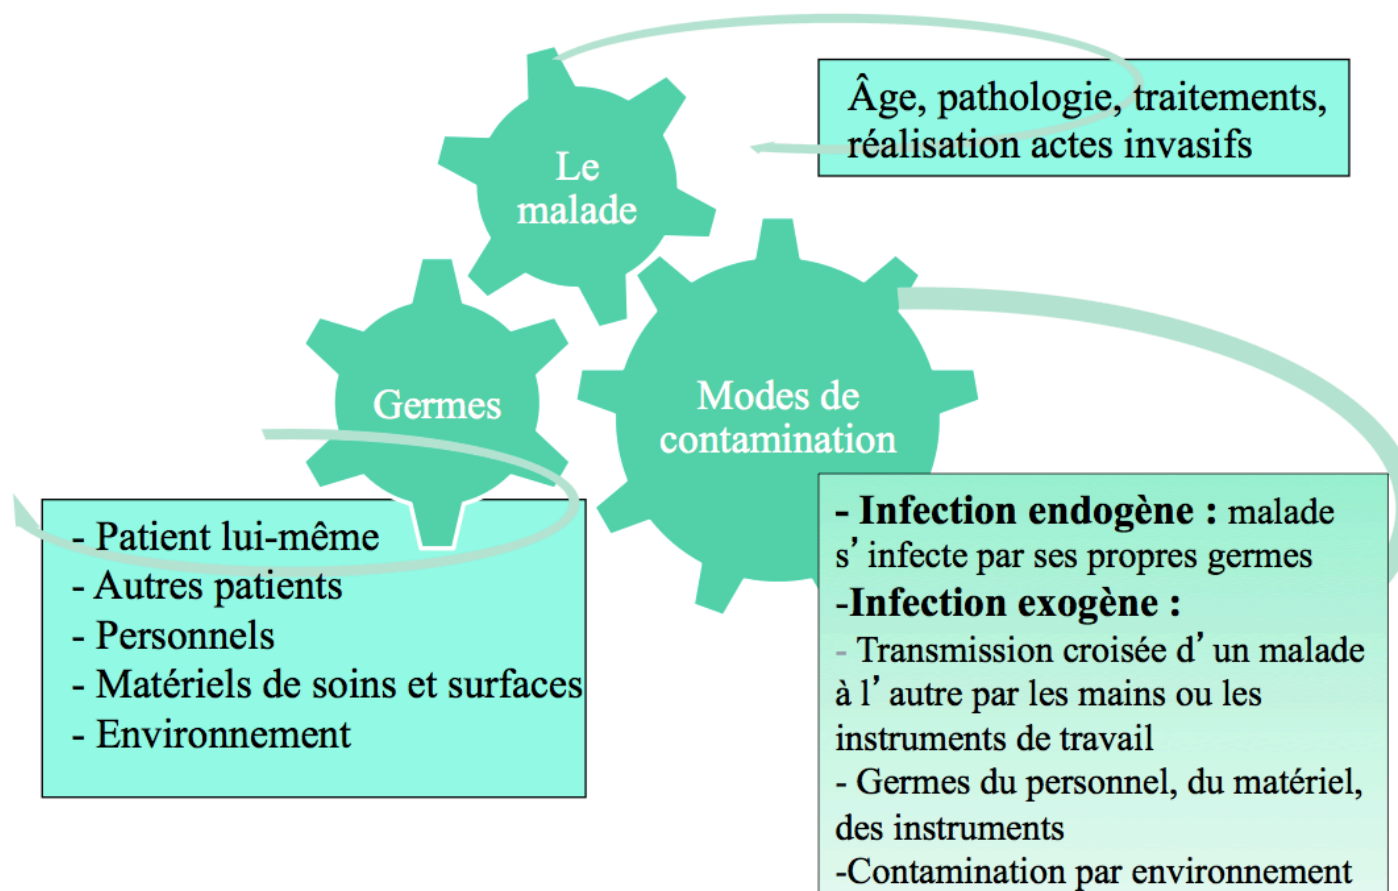 Le
malade
Âge, pathologie, traitements,
réalisation actes invasifs
Germes
- Patient lui-même
- Autres patients
- Personnels
- Matériels de soins et surfaces
- Environnement
Modes de
contamination
- Infection endogène : malade
s’ infecte par ses propres germes
-Infection exogène :
- Transmission croisée d’ un malade
à l’ autre par les mains ou les
instruments de travail
- Germes du personnel, du matériel,
des instruments
-Contamination par environnement